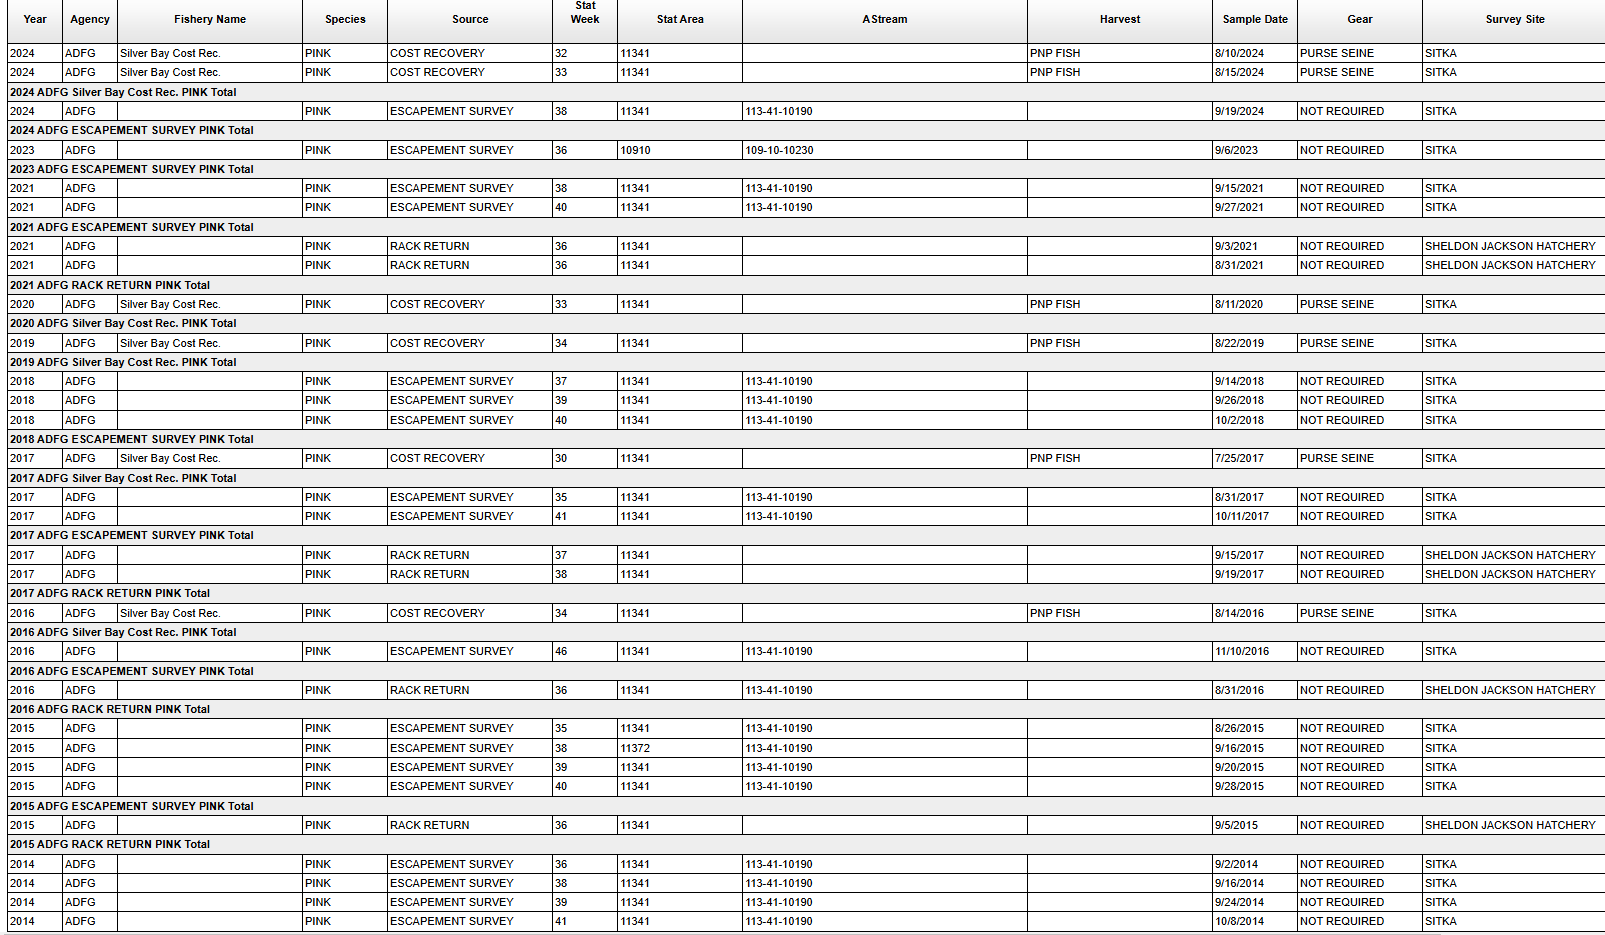 Year Agency Fishery Name Species Source Stat Week Stat Area AStream Harvest Sample Date Gear Survey Site
2024 ADFG Silver Bay Cost Rec. PINK COST RECOVERY 32 11341 PNP FISH 8/10/2024 PURSE SEINE SITKA
2024 ADFG Silver Bay Cost Rec. PINK COST RECOVERY 33 11341 PNP FISH 8/15/2024 PURSE SEINE SITKA
2024 ADFG Silver Bay Cost Rec. PINK Total
2024 ADFG PINK ESCAPEMENT SURVEY 38 11341 113-41-10190 9/19/2024 NOT REQUIRED SITKA
2024 ADFG ESCAPEMENT SURVEY PINK Total
2023 ADFG PINK ESCAPEMENT SURVEY 36 10910 109-10-10230 9/6/2023 NOT REQUIRED SITKA
2023 ADFG ESCAPEMENT SURVEY PINK Total
2021 ADFG PINK ESCAPEMENT SURVEY 38 11341 113-41-10190 9/15/2021 NOT REQUIRED SITKA
2021 ADFG PINK ESCAPEMENT SURVEY 40 11341 113-41-10190 9/27/2021 NOT REQUIRED SITKA
2021 ADFG ESCAPEMENT SURVEY PINK Total
2021 ADFG PINK RACK RETURN 36 11341 9/3/2021 NOT REQUIRED SHELDON JACKSON HATCHERY
2021 ADFG PINK RACK RETURN 36 11341 8/31/2021 NOT REQUIRED SHELDON JACKSON HATCHERY
2021 ADFG RACK RETURN PINK Total
2020 ADFG Silver Bay Cost Rec. PINK COST RECOVERY 33 11341 PNP FISH 8/11/2020 PURSE SEINE SITKA
2020 ADFG Silver Bay Cost Rec. PINK Total
2019 ADFG Silver Bay Cost Rec. PINK COST RECOVERY 34 11341 PNP FISH 8/22/2019 PURSE SEINE SITKA
2019 ADFG Silver Bay Cost Rec. PINK Total
2018 ADFG PINK ESCAPEMENT SURVEY 37 11341 113-41-10190 9/14/2018 NOT REQUIRED SITKA
2018 ADFG PINK ESCAPEMENT SURVEY 39 11341 113-41-10190 9/26/2018 NOT REQUIRED SITKA
2018 ADFG PINK ESCAPEMENT SURVEY 40 11341 113-41-10190 10/2/2018 NOT REQUIRED SITKA
2018 ADFG ESCAPEMENT SURVEY PINK Total
2017 ADFG Silver Bay Cost Rec. PINK COST RECOVERY 30 11341 PNP FISH 7/25/2017 PURSE SEINE SITKA
2017 ADFG Silver Bay Cost Rec. PINK Total
2017 ADFG PINK ESCAPEMENT SURVEY 35 11341 113-41-10190 8/31/2017 NOT REQUIRED SITKA
2017 ADFG PINK ESCAPEMENT SURVEY 41 11341 113-41-10190 10/11/2017 NOT REQUIRED SITKA
2017 ADFG ESCAPEMENT SURVEY PINK Total
2017 ADFG PINK RACK RETURN 37 11341 9/15/2017 NOT REQUIRED SHELDON JACKSON HATCHERY
2017 ADFG PINK RACK RETURN 38 11341 9/19/2017 NOT REQUIRED SHELDON JACKSON HATCHERY
2017 ADFG RACK RETURN PINK Total
2016 ADFG Silver Bay Cost Rec. PINK COST RECOVERY 34 11341 PNP FISH 8/14/2016 PURSE SEINE SITKA
2016 ADFG Silver Bay Cost Rec. PINK Total
2016 ADFG PINK ESCAPEMENT SURVEY 46 11341 113-41-10190 11/10/2016 NOT REQUIRED SITKA
2016 ADFG ESCAPEMENT SURVEY PINK Total
2016 ADFG PINK RACK RETURN 36 11341 113-41-10190 8/31/2016 NOT REQUIRED SHELDON JACKSON HATCHERY
2016 ADFG RACK RETURN PINK Total
2015 ADFG PINK ESCAPEMENT SURVEY 35 11341 113-41-10190 8/26/2015 NOT REQUIRED SITKA
2015 ADFG PINK ESCAPEMENT SURVEY 38 11372 113-41-10190 9/16/2015 NOT REQUIRED SITKA
2015 ADFG PINK ESCAPEMENT SURVEY 39 11341 113-41-10190 9/20/2015 NOT REQUIRED SITKA
2015 ADFG PINK ESCAPEMENT SURVEY 40 11341 113-41-10190 9/28/2015 NOT REQUIRED SITKA
2015 ADFG ESCAPEMENT SURVEY PINK Total
2015 ADFG PINK RACK RETURN 36 11341 9/5/2015 NOT REQUIRED SHELDON JACKSON HATCHERY
2015 ADFG RACK RETURN PINK Total
2014 ADFG PINK ESCAPEMENT SURVEY 36 11341 113-41-10190 9/2/2014 NOT REQUIRED SITKA
2014 ADFG PINK ESCAPEMENT SURVEY 38 11341 113-41-10190 9/16/2014 NOT REQUIRED SITKA
2014 ADFG PINK ESCAPEMENT SURVEY 39 11341 113-41-10190 9/24/2014 NOT REQUIRED SITKA
2014 ADFG PINK ESCAPEMENT SURVEY 41 11341 113-41-10190 10/8/2014 NOT REQUIRED SITKA